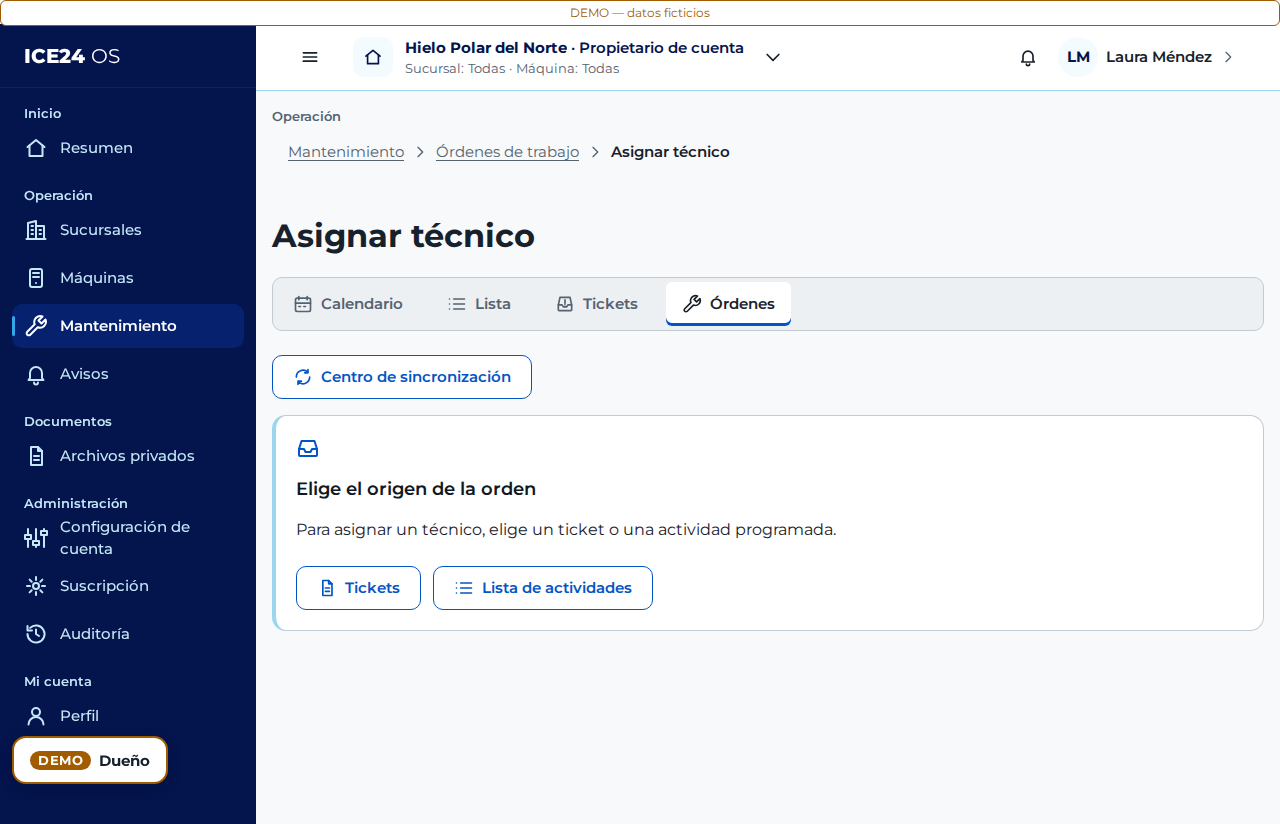 DEMO — datos ficticios
ICE24 OS
Inicio
Resumen
Operación
Sucursales
Máquinas
Mantenimiento
Avisos
Documentos
Archivos privados
Administración
Configuración de
cuenta
Suscripción
Auditoría
Mi cuenta
Perfil
DEMO Dueño
Hielo Polar del Norte · Propietario de cuenta
Sucursal: Todas · Máquina: Todas
LM Laura Méndez
Operación
Mantenimiento > Órdenes de trabajo > Asignar técnico
Asignar técnico
Calendario Lista Tickets Órdenes
Centro de sincronización
Elige el origen de la orden
Para asignar un técnico, elige un ticket o una actividad programada.
Tickets Lista de actividades